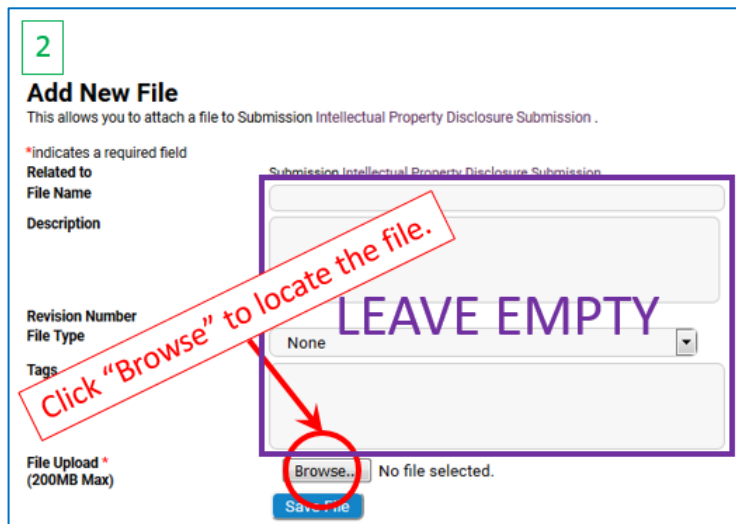 2
Add New File
This allows you to attach a file to Submission Intellectual Property Disclosure Submission .
*indicates a required field
Related to
Submission Intellectual Property Disclosure Submission
File Name
Description
Click “Browse” to locate the file.
LEAVE EMPTY
Revision Number
File Type
None
Tags
File Upload *
(200MB Max)
Browse... No file selected.
Save File